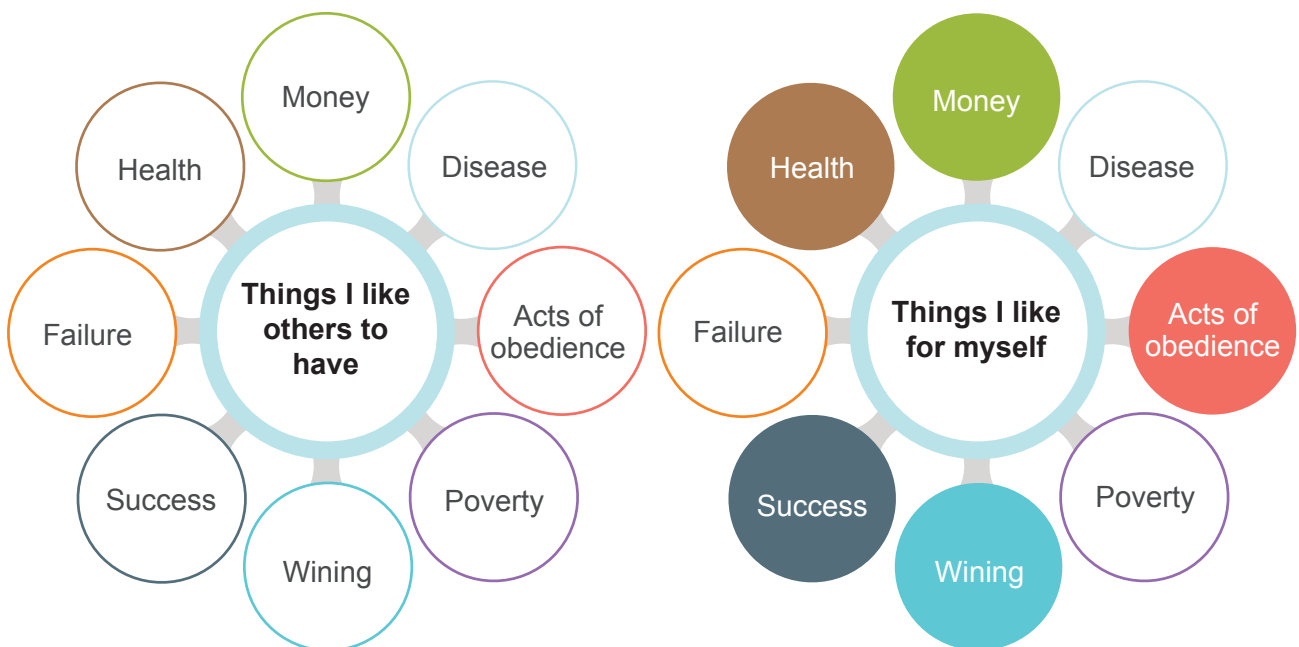 Money
Health
Disease
Things I like
others to
have
Failure
Acts of
obedience
Success
Poverty
Wining
Money
Health
Disease
Things I like
for myself
Failure
Acts of
obedience
Success
Poverty
Wining